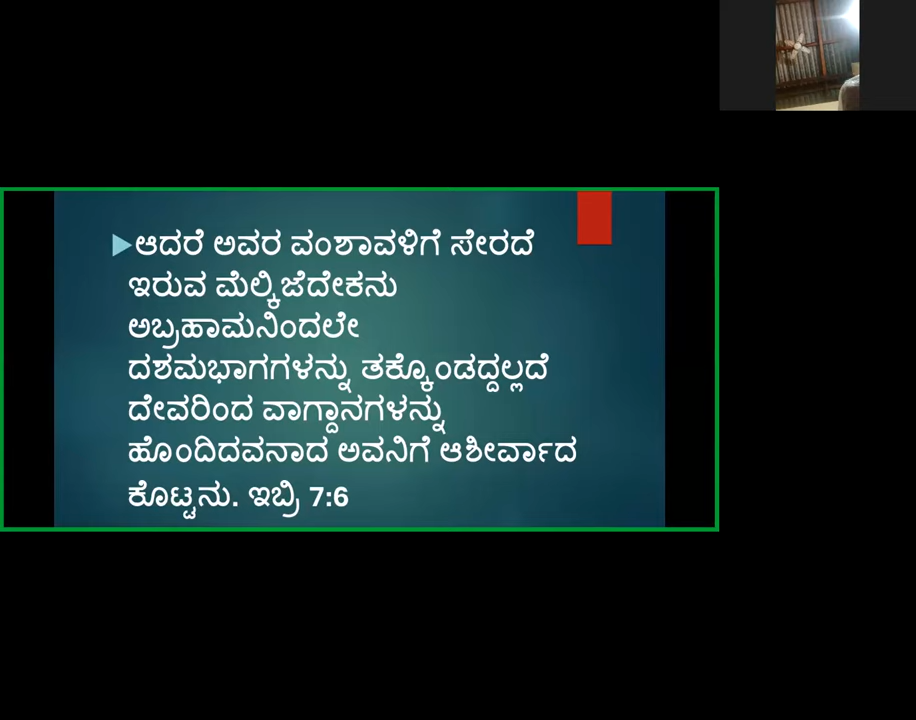 ಆದರೆ ಅವರ ವಂಶಾವಳಿಗೆ ಸೇರದೆ
ಇರುವ ಮೆಲ್ಕಿಜೆದೇಕನು
ಅಬ್ರಹಾಮನಿಂದಲೇ
ದಶಮಭಾಗಗಳನ್ನು ತಕ್ಕೊಂಡದ್ದಲ್ಲದೆ
ದೇವರಿಂದ ವಾಗ್ದಾನಗಳನ್ನು
ಹೊಂದಿದವನಾದ ಅವನಿಗೆ ಆಶೀರ್ವಾದ
ಕೊಟ್ಟನು. ಇಬ್ರಿ 7:6